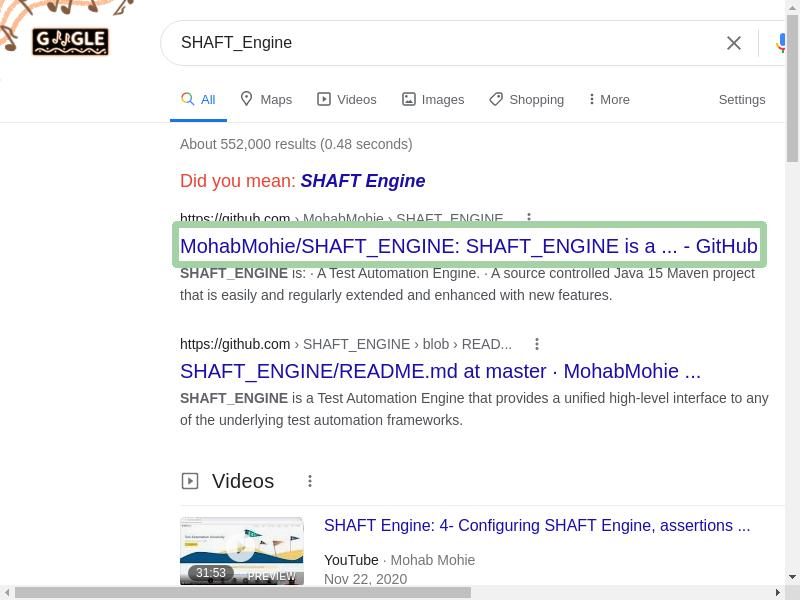 GOOGLE
SHAFT_Engine
All Maps Videos Images Shopping More Settings
About 552,000 results (0.48 seconds)
Did you mean: SHAFT Engine
https://github.com › MohabMohie › SHAFT_ENGINE
MohabMohie/SHAFT_ENGINE: SHAFT_ENGINE is a ... - GitHub
SHAFT_ENGINE is: · A Test Automation Engine. · A source controlled Java 15 Maven project
that is easily and regularly extended and enhanced with new features.
https://github.com › SHAFT_ENGINE › blob › READ...
SHAFT_ENGINE/README.md at master · MohabMohie ...
SHAFT_ENGINE is a Test Automation Engine that provides a unified high-level interface to any
of the underlying test automation frameworks.
Videos
SHAFT Engine: 4- Configuring SHAFT Engine, assertions ...
YouTube · Mohab Mohie
31:53 PREVIEW
Nov 22, 2020